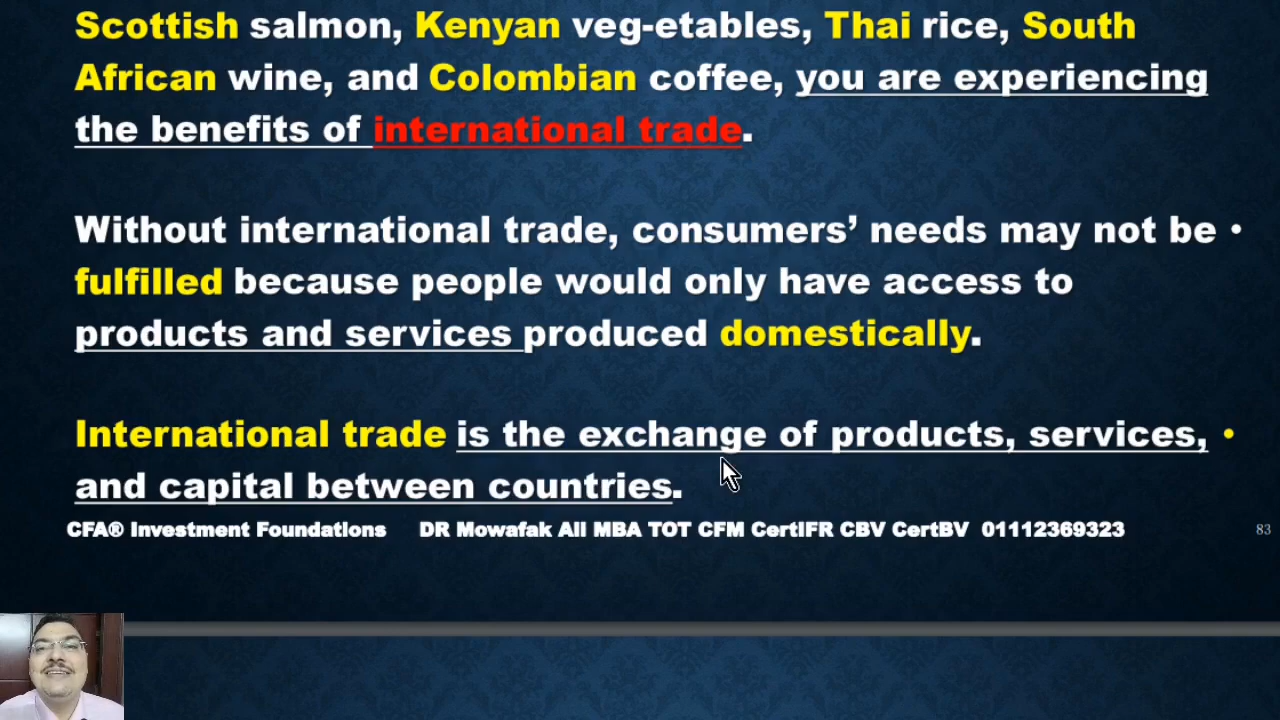 Scottish salmon, Kenyan veg-etables, Thai rice, South
African wine, and Colombian coffee, you are experiencing
the benefits of international trade.
Without international trade, consumers’ needs may not be •
fulfilled because people would only have access to
products and services produced domestically.
International trade is the exchange of products, services, •
and capital between countries.
CFA® Investment Foundations DR Mowafak Ali MBA TOT CFM CertIFR CBV CertBV 01112369323 83